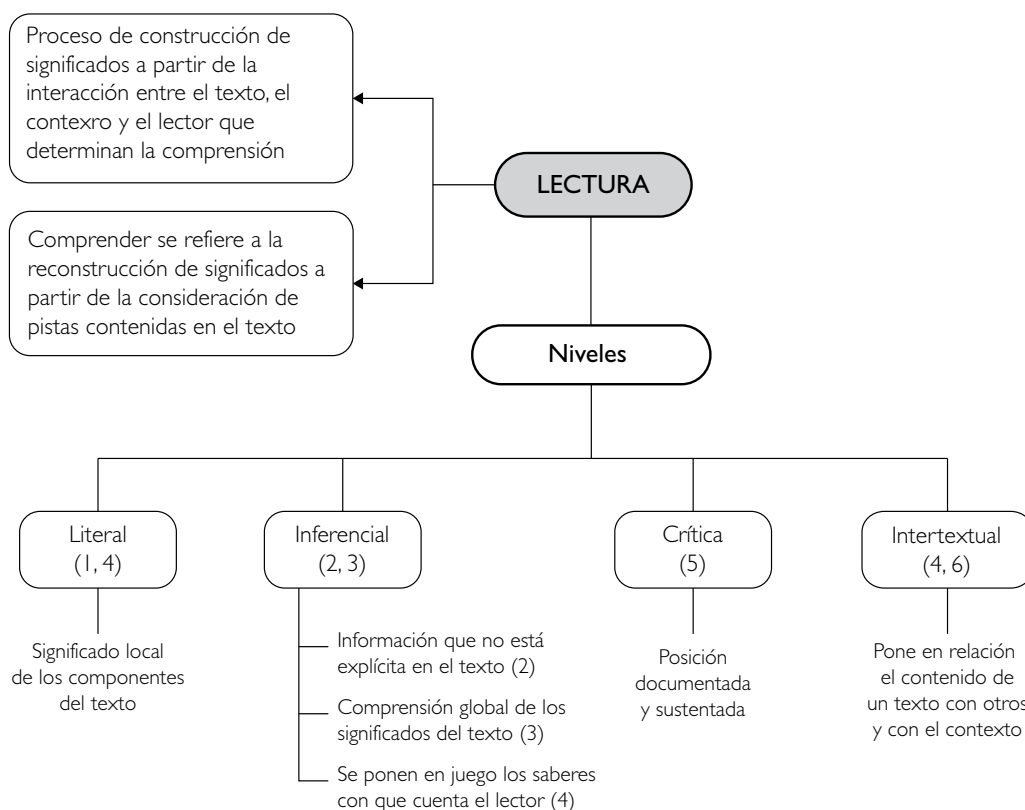 Proceso de construcción de
significados a partir de la
interacción entre el texto, el
contexro y el lector que
determinan la comprensión
LECTURA
Comprender se refiere a la
reconstrucción de significados a
partir de la consideración de
pistas contenidas en el texto
Niveles
Literal
(1, 4)
Significado local
de los componentes
del texto
Inferencial
(2, 3)
Información que no está
explícita en el texto (2)
Comprensión global de los
significados del texto (3)
Se ponen en juego los saberes
con que cuenta el lector (4)
Crítica
(5)
Posición
documentada
y sustentada
Intertextual
(4, 6)
Pone en relación
el contenido de
un texto con otros
y con el contexto